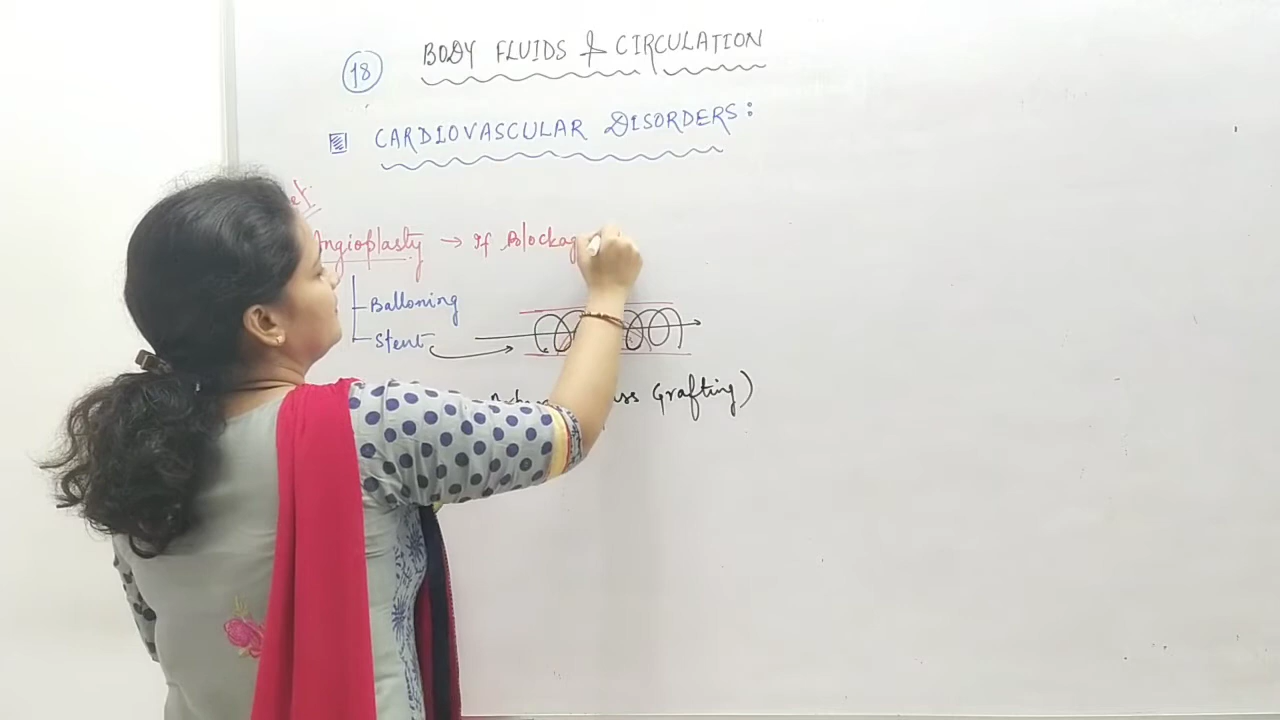 18 BODY FLUIDS & CIRCULATION
CARDIOVASCULAR DISORDERS:
Angioplasty → If Blockag
Balloning
Stent
Grafting)